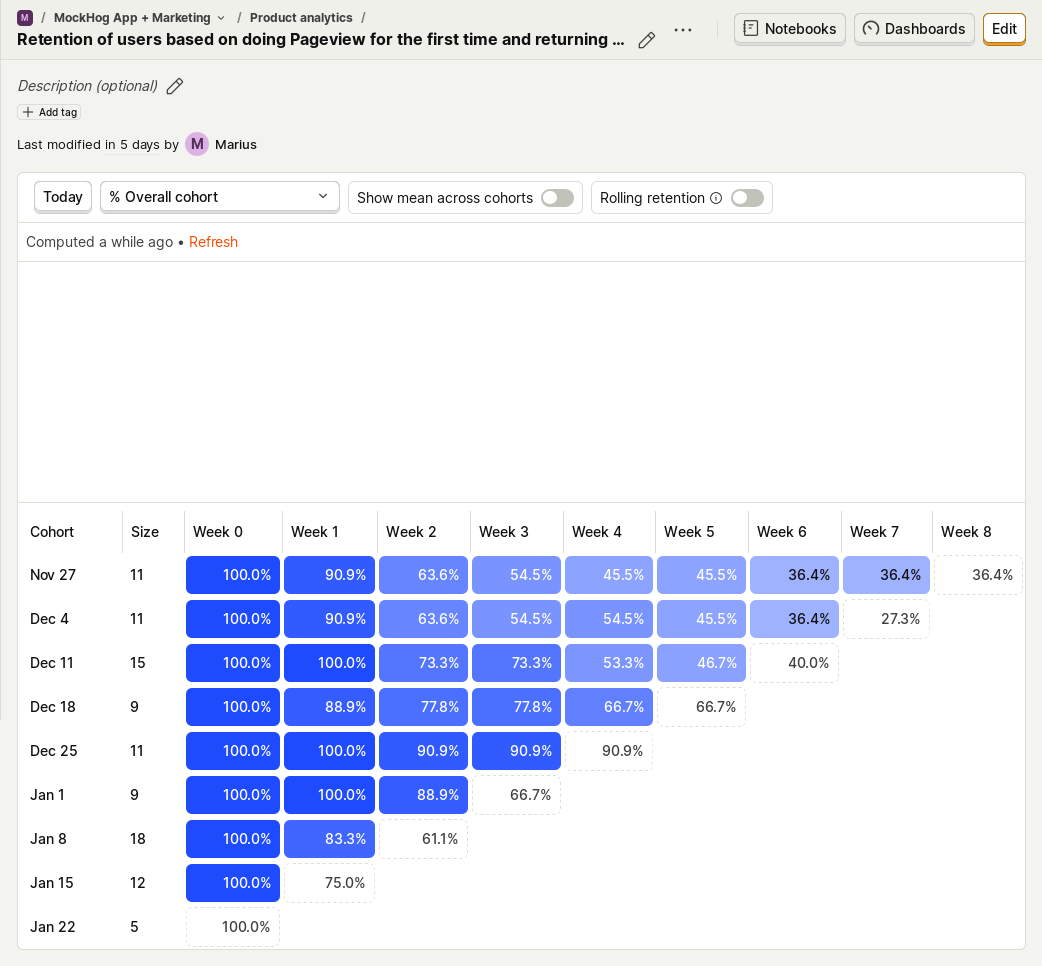 M / MockHog App + Marketing / Product analytics /
Retention of users based on doing Pageview for the first time and returning ...
Notebooks Dashboards Edit
Description (optional)
Add tag
Last modified in 5 days by M Marius
Today % Overall cohort Show mean across cohorts Rolling retention
Computed a while ago • Refresh
Cohort Size Week 0 Week 1 Week 2 Week 3 Week 4 Week 5 Week 6 Week 7 Week 8
Nov 27 11 100.0% 90.9% 63.6% 54.5% 45.5% 45.5% 36.4% 36.4% 36.4%
Dec 4 11 100.0% 90.9% 63.6% 54.5% 54.5% 45.5% 36.4% 27.3%
Dec 11 15 100.0% 100.0% 73.3% 73.3% 53.3% 46.7% 40.0%
Dec 18 9 100.0% 88.9% 77.8% 77.8% 66.7% 66.7%
Dec 25 11 100.0% 100.0% 90.9% 90.9% 90.9%
Jan 1 9 100.0% 100.0% 88.9% 66.7%
Jan 8 18 100.0% 83.3% 61.1%
Jan 15 12 100.0% 75.0%
Jan 22 5 100.0%